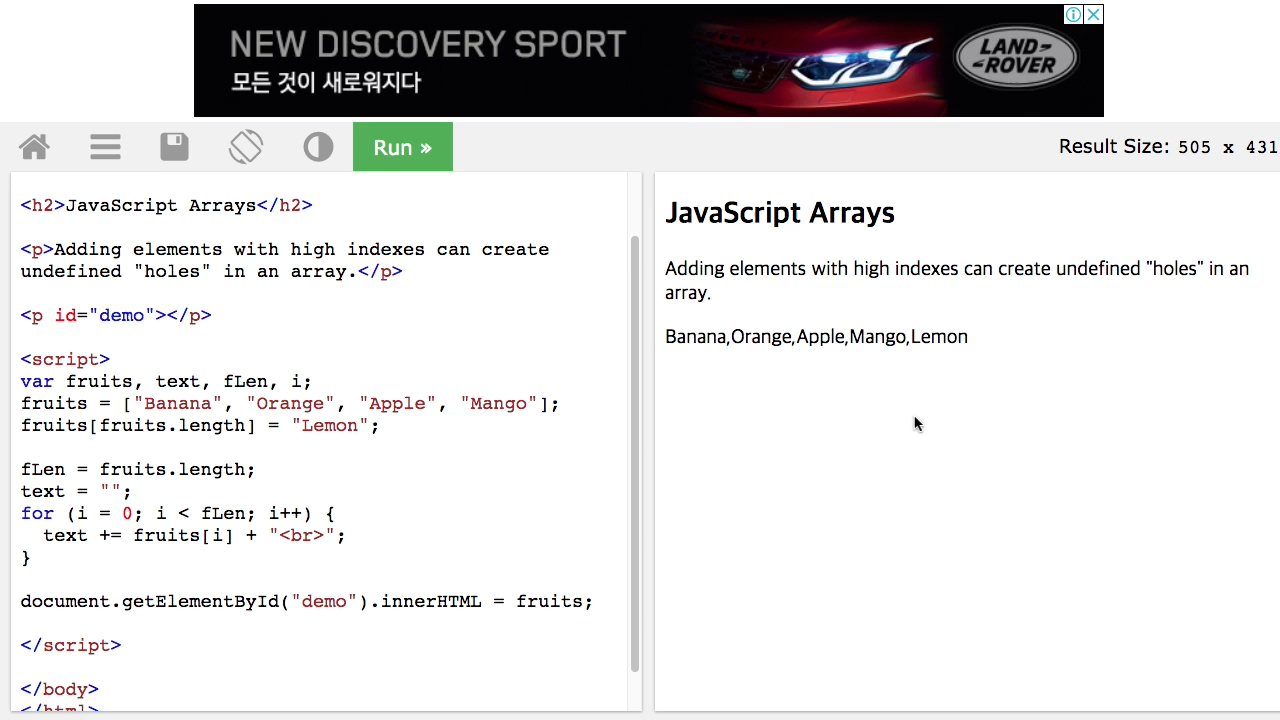 NEW DISCOVERY SPORT
모든 것이 새로워지다
LAND-
-ROVER
Run »
Result Size: 505 x 431
<h2>JavaScript Arrays</h2>
<p>Adding elements with high indexes can create
undefined "holes" in an array.</p>
<p id="demo"></p>
<script>
var fruits, text, fLen, i;
fruits = ["Banana", "Orange", "Apple", "Mango"];
fruits[fruits.length] = "Lemon";
fLen = fruits.length;
text = "";
for (i = 0; i < fLen; i++) {
  text += fruits[i] + "<br>";
}
document.getElementById("demo").innerHTML = fruits;
</script>
</body>
</html>
JavaScript Arrays
Adding elements with high indexes can create undefined "holes" in an
array.
Banana,Orange,Apple,Mango,Lemon